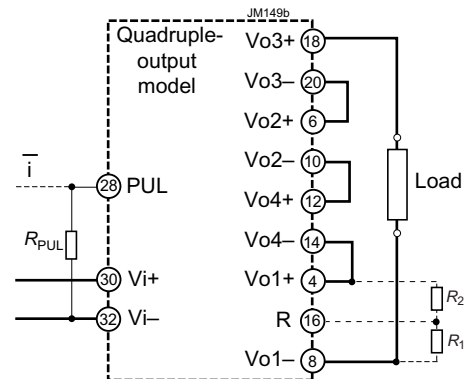 JM149b
Quadruple-
output
model
Vo3+ 18
Vo3– 20
Vo2+ 6
Vo2– 10
Vo4+ 12
Vo4– 14
Vo1+ 4
R 16
Vo1– 8
i
28 PUL
RPUL
30 Vi+
32 Vi–
Load
R2
R1